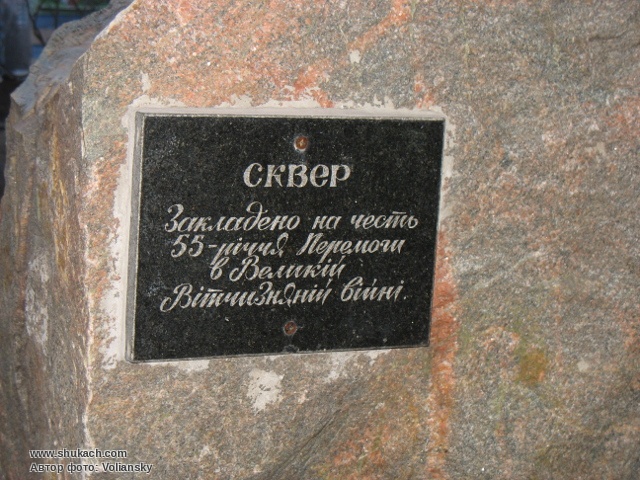 СКВЕР
Закладено на честь
55-річчя Перемоги
в Великій
Вітчизняній війні.
www.shukach.com
Автор фото: Voliansky